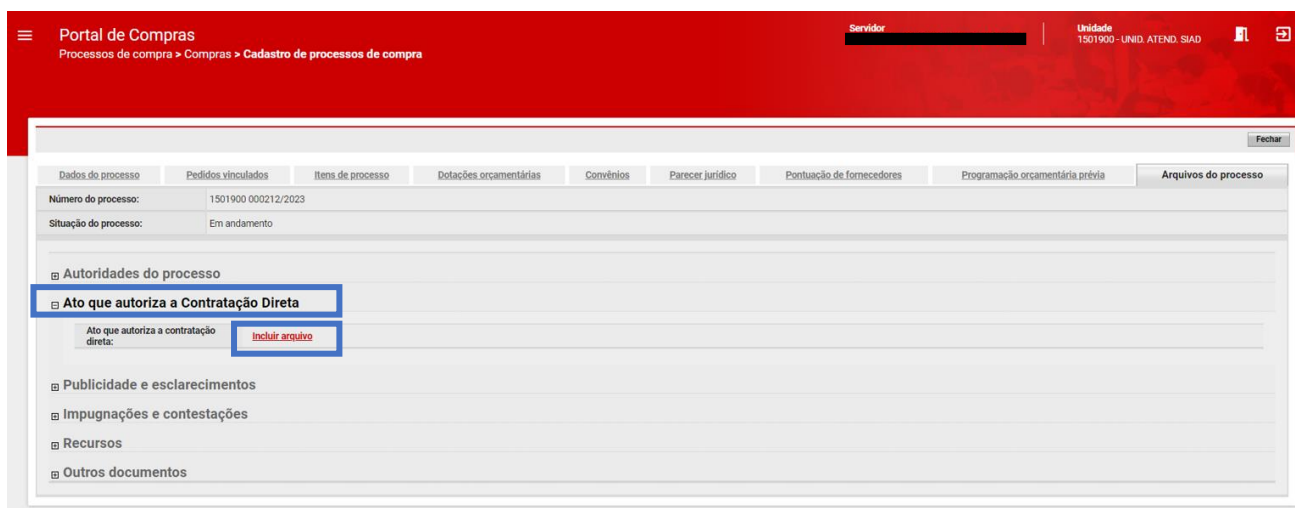 Portal de Compras
Processos de compra > Compras > Cadastro de processos de compra
Servidor
Unidade
1501900 - UNID. ATEND. SIAD
Fechar
Dados do processo Pedidos vinculados Itens de processo Dotações orçamentárias Convênios Parecer jurídico Pontuação de fornecedores Programação orçamentária prévia Arquivos do processo
Número do processo: 1501900 000212/2023
Situação do processo: Em andamento
Autoridades do processo
Ato que autoriza a Contratação Direta
Ato que autoriza a contratação
direta:
Incluir arquivo
Publicidade e esclarecimentos
Impugnações e contestações
Recursos
Outros documentos